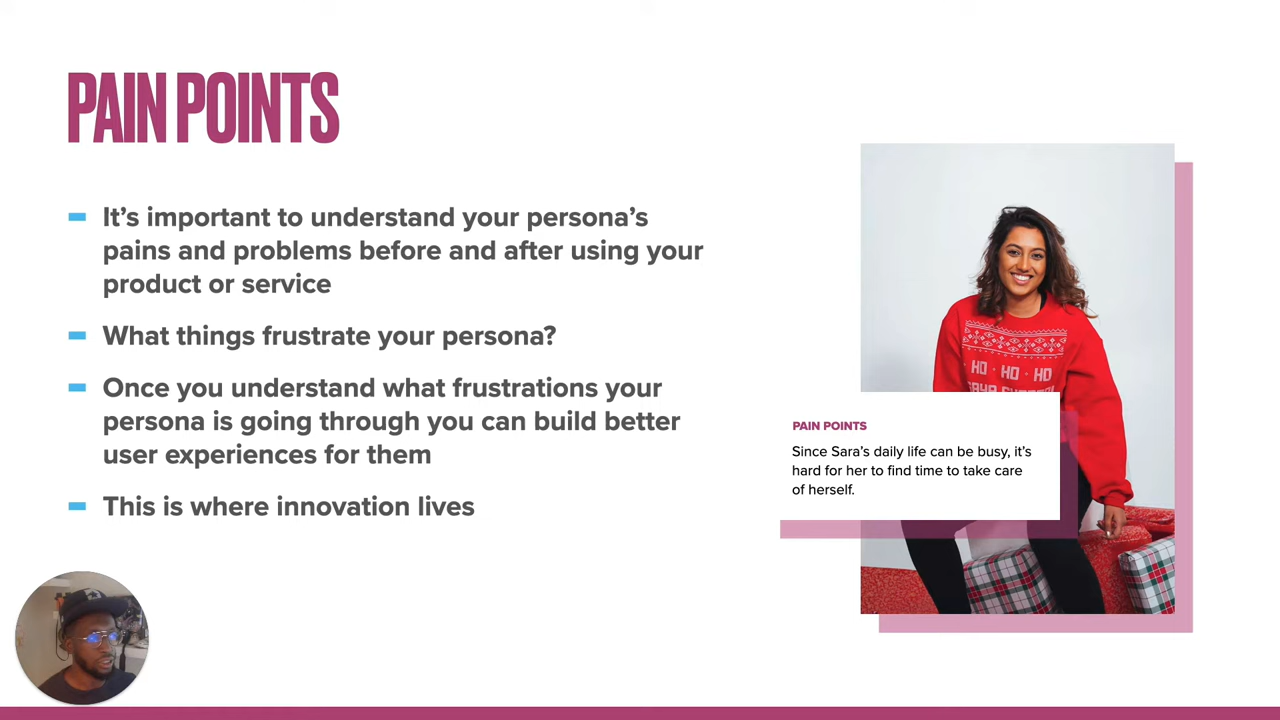 PAIN POINTS
It's important to understand your persona's
pains and problems before and after using your
product or service
What things frustrate your persona?
Once you understand what frustrations your
persona is going through you can build better
user experiences for them
This is where innovation lives
HO · HO · HO
PAIN POINTS
Since Sara's daily life can be busy, it's
hard for her to find time to take care
of herself.